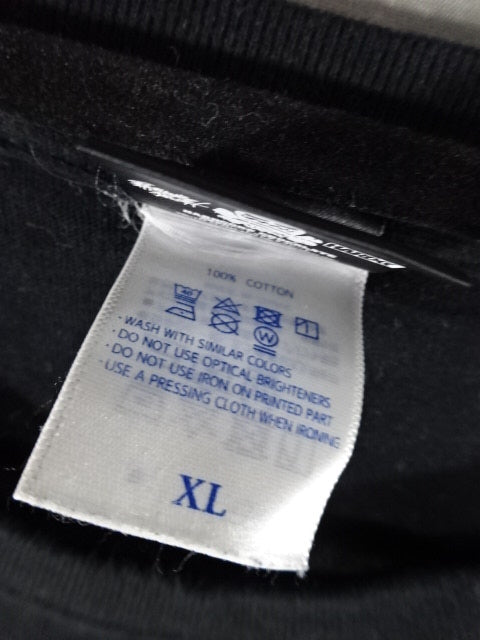 100% COTTON
40
W
· WASH WITH SIMILAR COLORS
· DO NOT USE OPTICAL BRIGHTENERS
· DO NOT USE IRON ON PRINTED PART
· USE A PRESSING CLOTH WHEN IRONING
XL